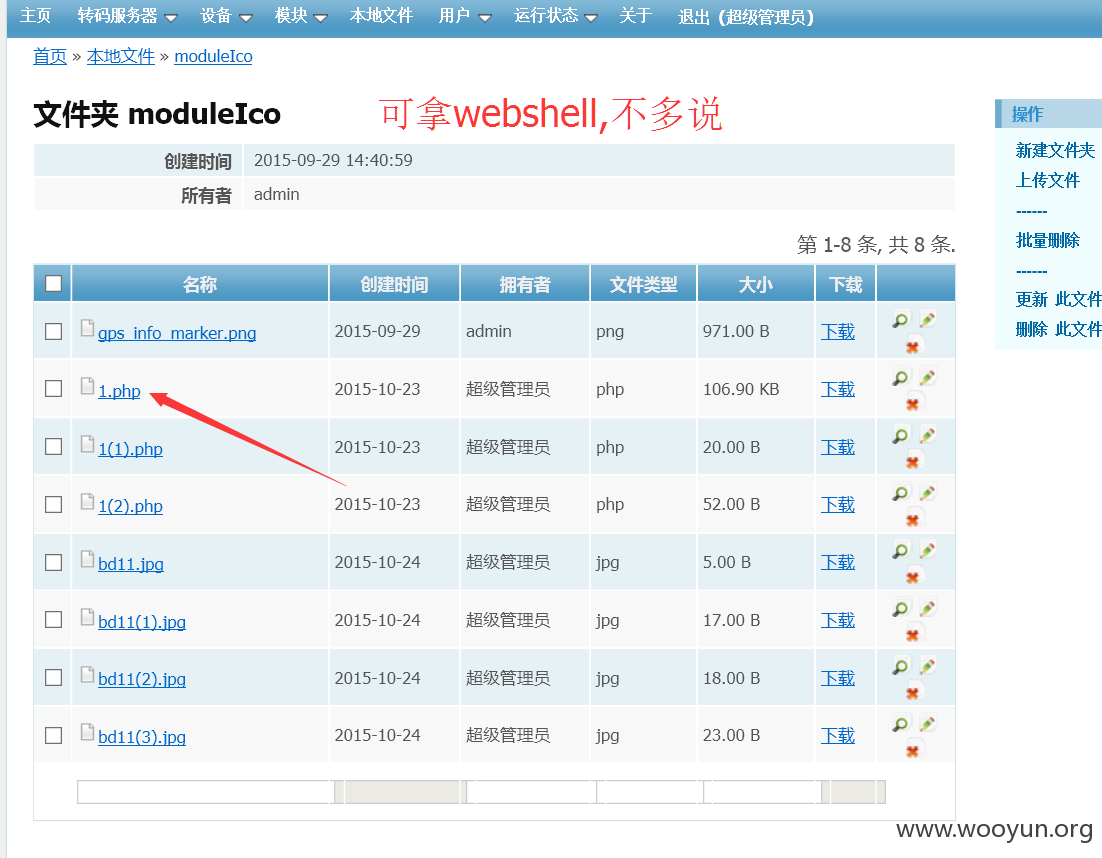 主页 转码服务器 设备 模块 本地文件 用户 运行状态 关于 退出（超级管理员）
首页 » 本地文件 » moduleIco
文件夹 moduleIco
可拿webshell,不多说
创建时间 2015-09-29 14:40:59
所有者 admin
第 1-8 条, 共 8 条.
名称 创建时间 拥有者 文件类型 大小 下载
gps_info_marker.png 2015-09-29 admin png 971.00 B 下载
1.php 2015-10-23 超级管理员 php 106.90 KB 下载
1(1).php 2015-10-23 超级管理员 php 20.00 B 下载
1(2).php 2015-10-23 超级管理员 php 52.00 B 下载
bd11.jpg 2015-10-24 超级管理员 jpg 5.00 B 下载
bd11(1).jpg 2015-10-24 超级管理员 jpg 17.00 B 下载
bd11(2).jpg 2015-10-24 超级管理员 jpg 18.00 B 下载
bd11(3).jpg 2015-10-24 超级管理员 jpg 23.00 B 下载
操作
新建文件夹
上传文件
------
批量删除
------
更新 此文件
删除 此文件
www.wooyun.org